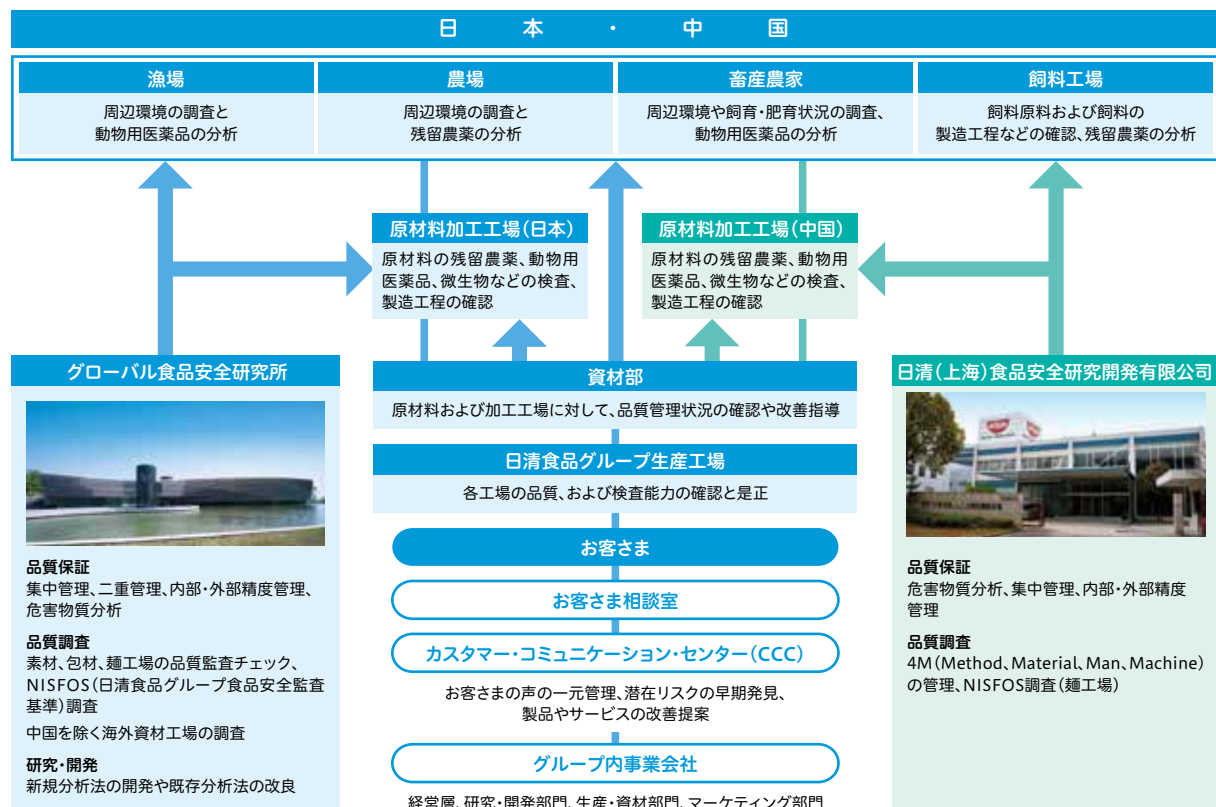 日本・中国
漁場
周辺環境の調査と
動物用医薬品の分析
農場
周辺環境の調査と
残留農薬の分析
畜産農家
周辺環境や飼育・肥育状況の調査、
動物用医薬品の分析
飼料工場
飼料原料および飼料の
製造工程などの確認、残留農薬の分析
原材料加工工場(日本)
原材料の残留農薬、動物用
医薬品、微生物などの検査、
製造工程の確認
原材料加工工場(中国)
原材料の残留農薬、動物用
医薬品、微生物などの検査、
製造工程の確認
グローバル食品安全研究所
品質保証
集中管理、二重管理、内部・外部精度管理、
危害物質分析
品質調査
素材、包材、麺工場の品質監査チェック、
NISFOS(日清食品グループ食品安全監査
基準)調査
中国を除く海外資材工場の調査
研究・開発
新規分析法の開発や既存分析法の改良
資材部
原材料および加工工場に対して、品質管理状況の確認や改善指導
日清食品グループ生産工場
各工場の品質、および検査能力の確認と是正
お客さま
お客さま相談室
カスタマー・コミュニケーション・センター(CCC)
お客さまの声の一元管理、潜在リスクの早期発見、
製品やサービスの改善提案
グループ内事業会社
経営層、研究・開発部門、生産・資材部門、マーケティング部門
日清(上海)食品安全研究開発有限公司
品質保証
危害物質分析、集中管理、内部・外部精度
管理
品質調査
4M(Method、Material、Man、Machine)
の管理、NISFOS調査(麺工場)